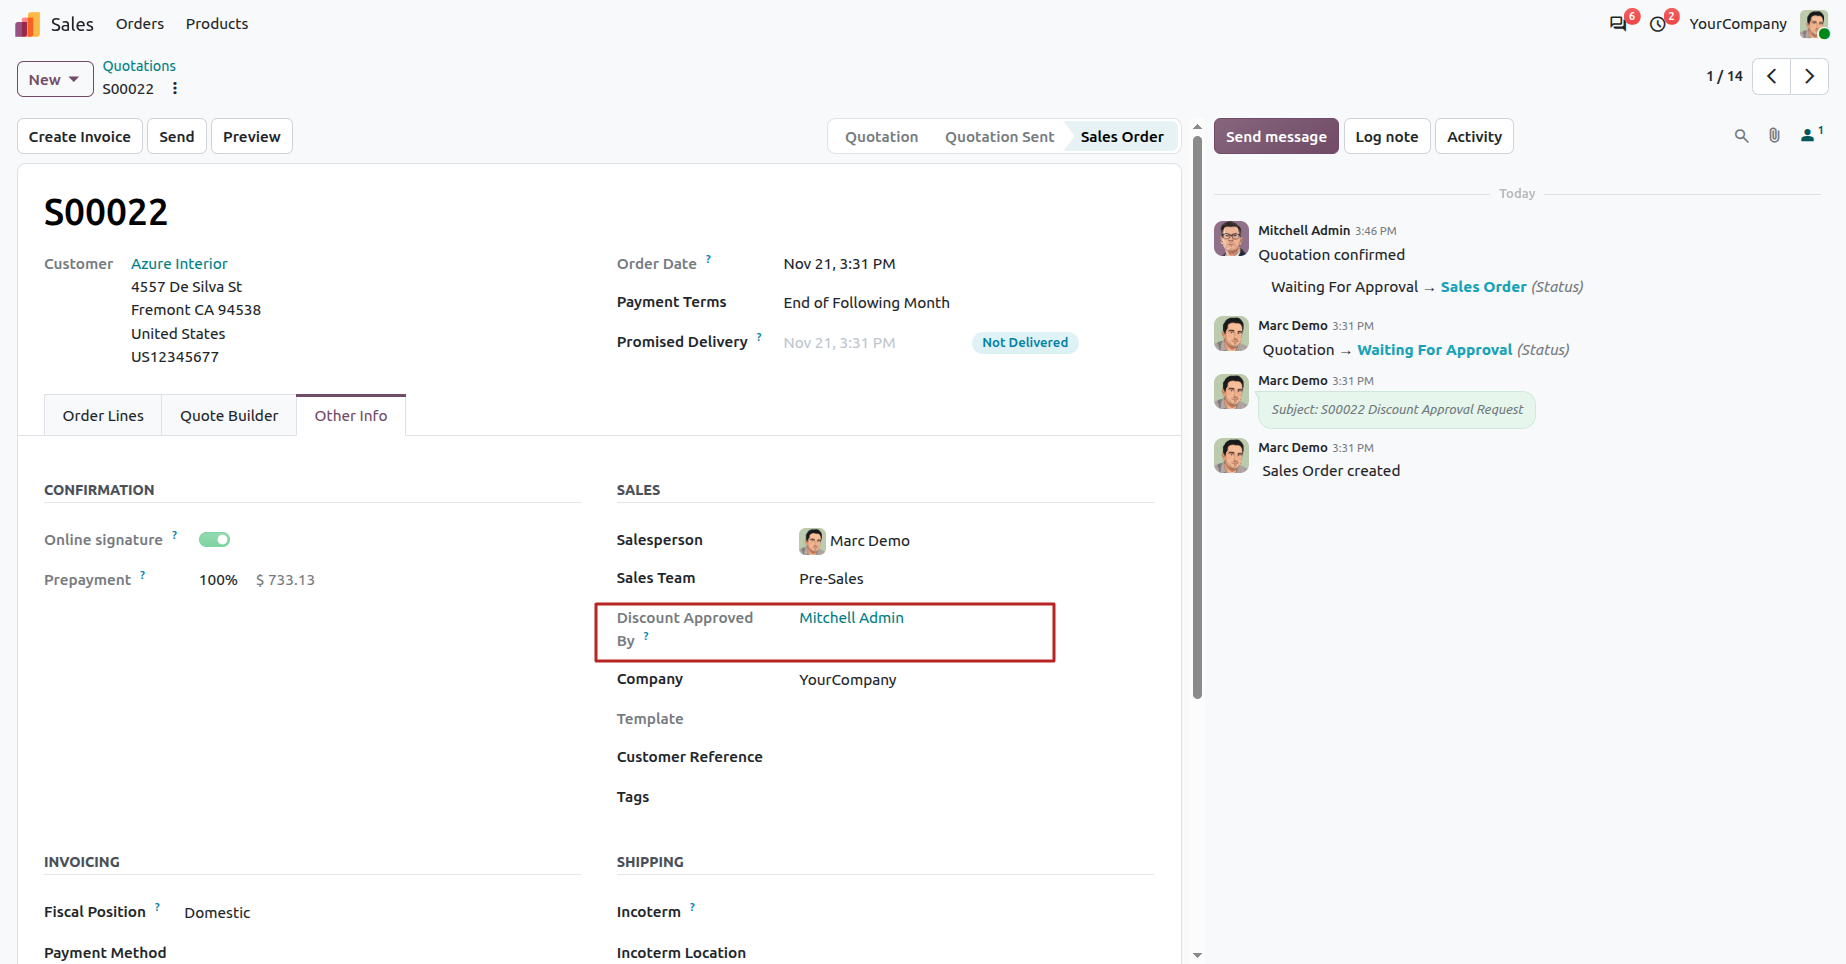 Sales Orders Products
6 2 YourCompany
New Quotations
S00022
1 / 14
Create Invoice Send Preview
Quotation Quotation Sent Sales Order
S00022
Customer Azure Interior
4557 De Silva St
Fremont CA 94538
United States
US12345677
Order Date ? Nov 21, 3:31 PM
Payment Terms End of Following Month
Promised Delivery ? Nov 21, 3:31 PM Not Delivered
Order Lines Quote Builder Other Info
CONFIRMATION
Online signature ?
Prepayment ? 100% $ 733.13
SALES
Salesperson Marc Demo
Sales Team Pre-Sales
Discount Approved By ? Mitchell Admin
Company YourCompany
Template
Customer Reference
Tags
INVOICING
Fiscal Position ? Domestic
Payment Method
SHIPPING
Incoterm ?
Incoterm Location
Send message Log note Activity
1
Today
Mitchell Admin 3:46 PM
Quotation confirmed
Waiting For Approval → Sales Order (Status)
Marc Demo 3:31 PM
Quotation → Waiting For Approval (Status)
Marc Demo 3:31 PM
Subject: S00022 Discount Approval Request
Marc Demo 3:31 PM
Sales Order created